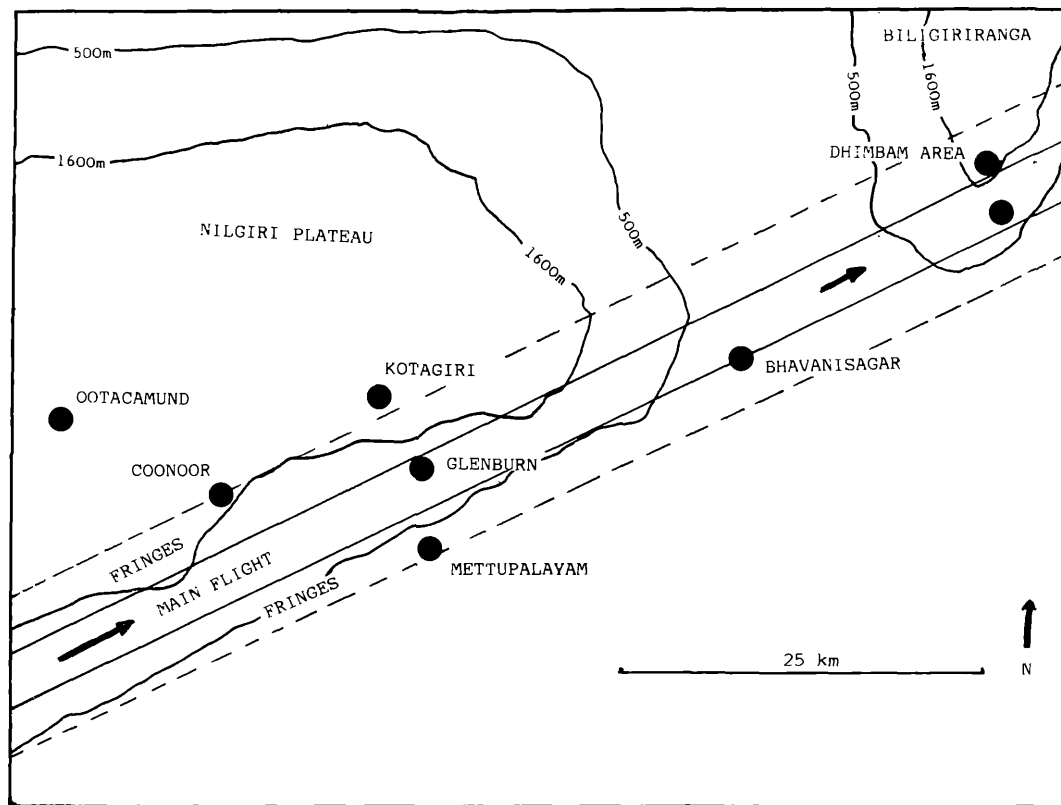 BILIGIRIRANGA
500m
500m
1600m
1600m
DHIMBAM AREA
NILGIRI PLATEAU
500m
1600m
KOTAGIRI
BHAVANISAGAR
OOTACAMUND
COONOOR
GLENBURN
FRINGES
MAIN FLIGHT
FRINGES
METTUPALAYAM
25 km
N